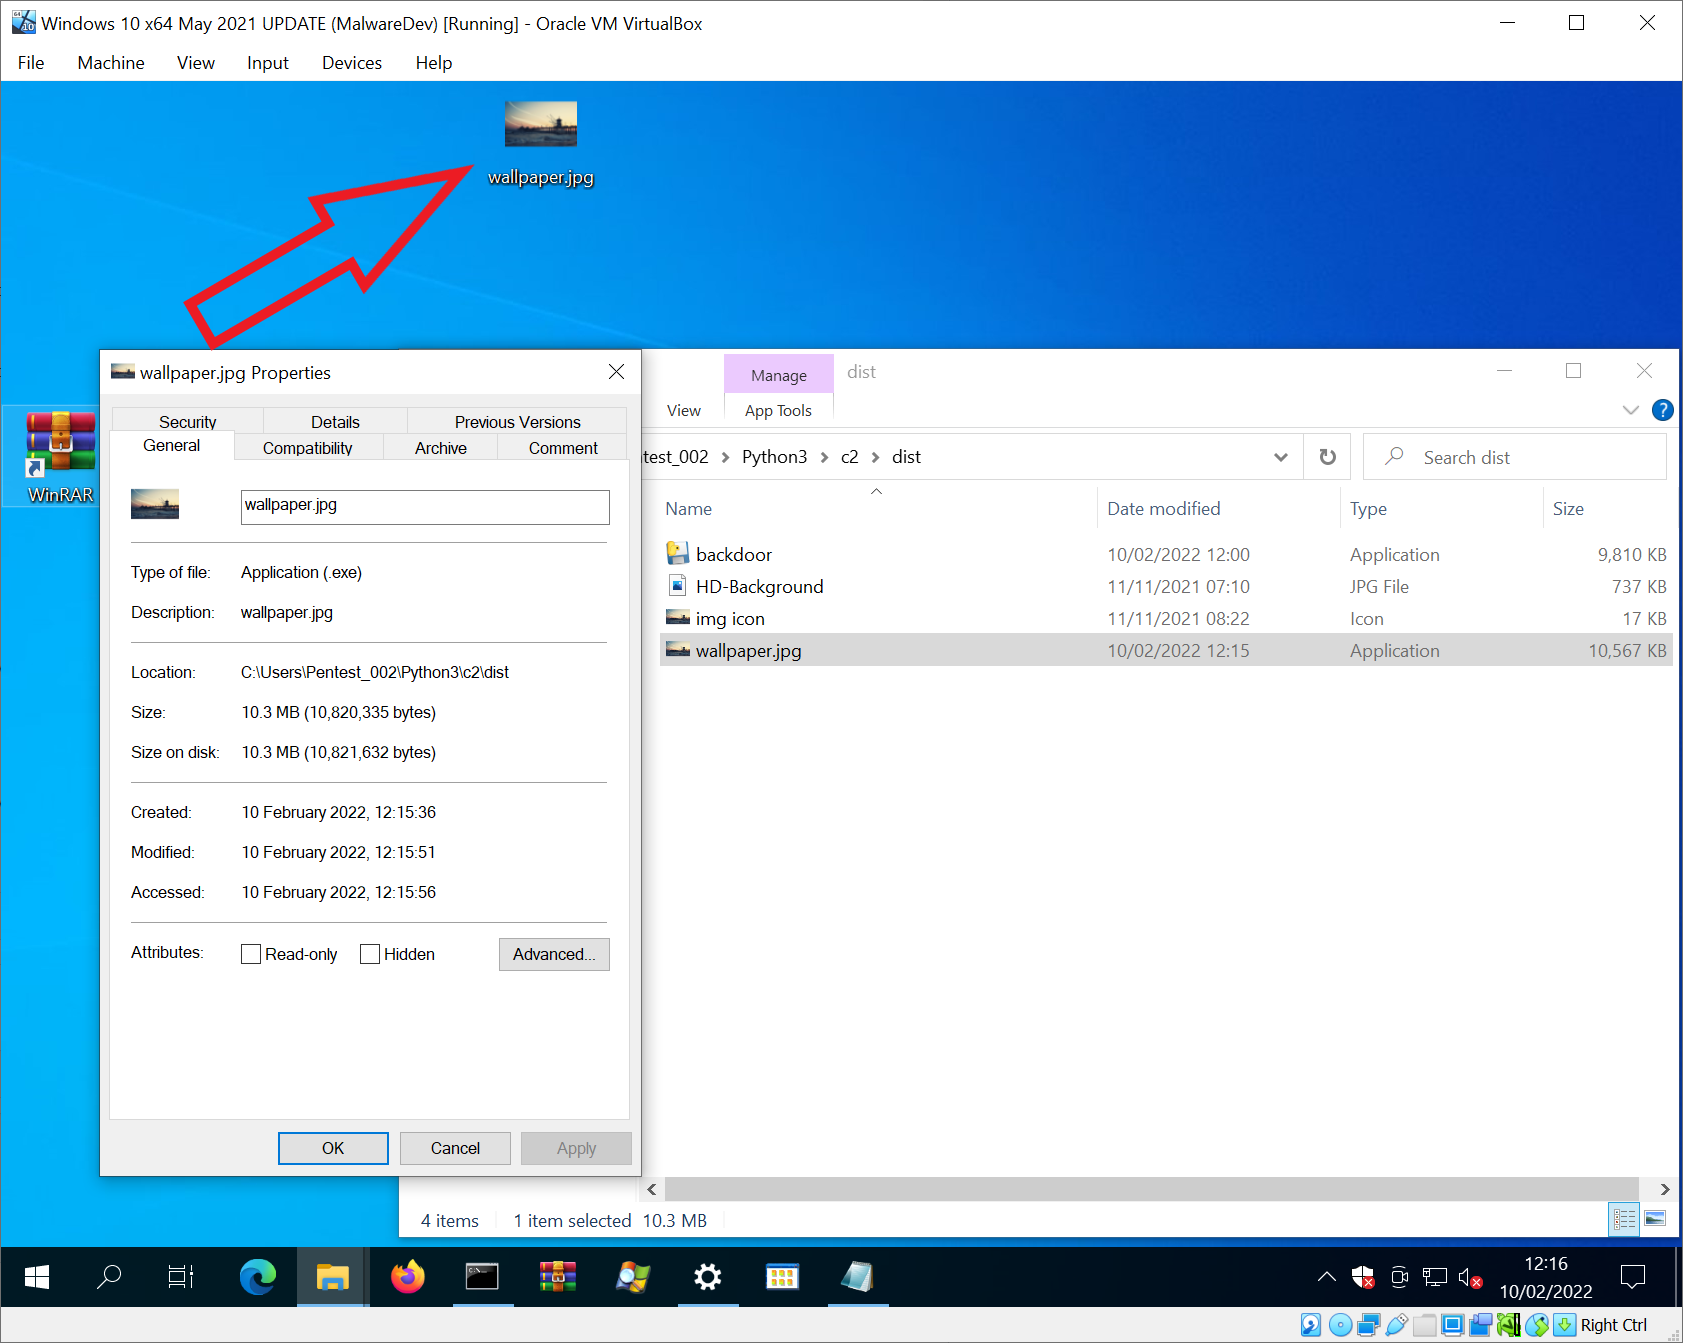 Windows 10 x64 May 2021 UPDATE (MalwareDev) [Running] - Oracle VM VirtualBox
File Machine View Input Devices Help
wallpaper.jpg
WinRAR
wallpaper.jpg Properties
Security Details Previous Versions
General Compatibility Archive Comment
wallpaper.jpg
Type of file: Application (.exe)
Description: wallpaper.jpg
Location: C:\Users\Pentest_002\Python3\c2\dist
Size: 10.3 MB (10,820,335 bytes)
Size on disk: 10.3 MB (10,821,632 bytes)
Created: 10 February 2022, 12:15:36
Modified: 10 February 2022, 12:15:51
Accessed: 10 February 2022, 12:15:56
Attributes: Read-only Hidden Advanced...
OK Cancel Apply
Manage dist
View App Tools
test_002 > Python3 > c2 > dist Search dist
Name Date modified Type Size
backdoor 10/02/2022 12:00 Application 9,810 KB
HD-Background 11/11/2021 07:10 JPG File 737 KB
img icon 11/11/2021 08:22 Icon 17 KB
wallpaper.jpg 10/02/2022 12:15 Application 10,567 KB
4 items 1 item selected 10.3 MB
12:16
10/02/2022
Right Ctrl